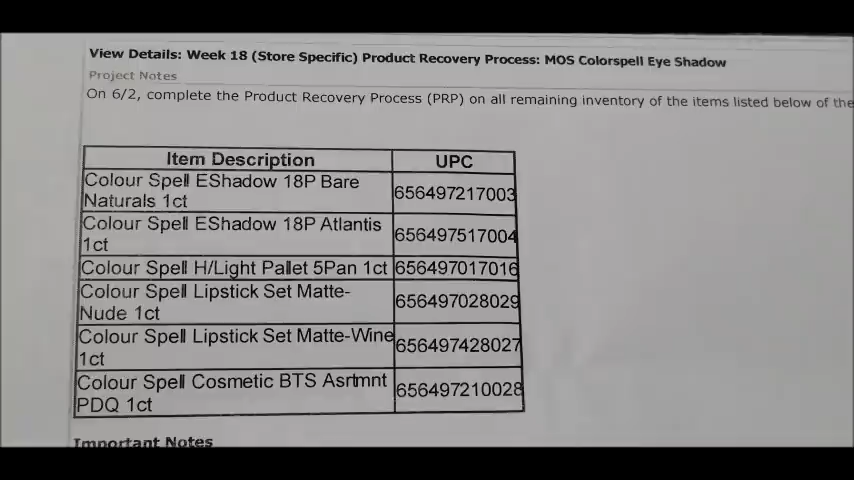 View Details: Week 18 (Store Specific) Product Recovery Process: MOS Colorspell Eye Shadow
Project Notes
On 6/2, complete the Product Recovery Process (PRP) on all remaining inventory of the items listed below of the
Item Description UPC
Colour Spell EShadow 18P Bare
Naturals 1ct 656497217003
Colour Spell EShadow 18P Atlantis
1ct 656497517004
Colour Spell H/Light Pallet 5Pan 1ct 656497017016
Colour Spell Lipstick Set Matte-
Nude 1ct 656497028029
Colour Spell Lipstick Set Matte-Wine
1ct 656497428027
Colour Spell Cosmetic BTS Asrtmnt
PDQ 1ct 656497210028
Important Notes